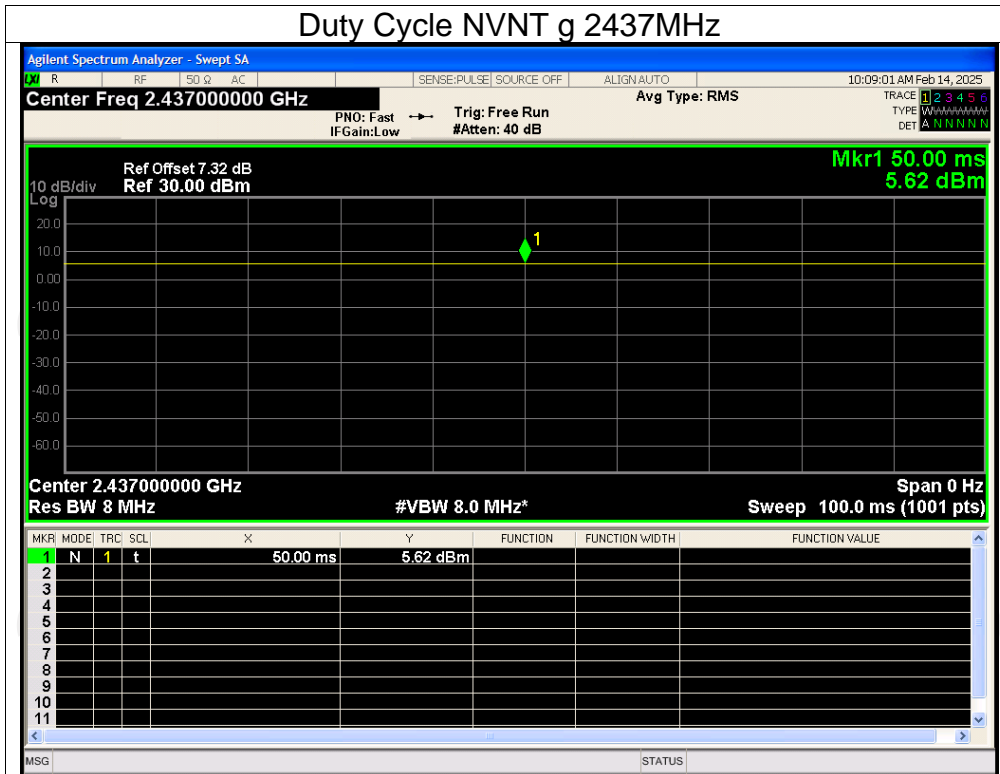 Duty Cycle NVNT g 2437MHz
Agilent Spectrum Analyzer - Swept SA
LXI R RF 50 Ω AC SENSE:PULSE SOURCE OFF ALIGN AUTO 10:09:01 AM Feb 14, 2025
Center Freq 2.437000000 GHz
PNO: Fast
IFGain:Low
Trig: Free Run
#Atten: 40 dB
Avg Type: RMS
TRACE 1 2 3 4 5 6
TYPE WWWWWW
DET A N N N N N
Mkr1 50.00 ms
5.62 dBm
Ref Offset 7.32 dB
10 dB/div Ref 30.00 dBm
Log
20.0
10.0
0.00
-10.0
-20.0
-30.0
-40.0
-50.0
-60.0
1
Center 2.437000000 GHz Span 0 Hz
Res BW 8 MHz #VBW 8.0 MHz* Sweep 100.0 ms (1001 pts)
MKR MODE TRC SCL X Y FUNCTION FUNCTION WIDTH FUNCTION VALUE
1 N 1 t 50.00 ms 5.62 dBm
2
3
4
5
6
7
8
9
10
11
MSG STATUS